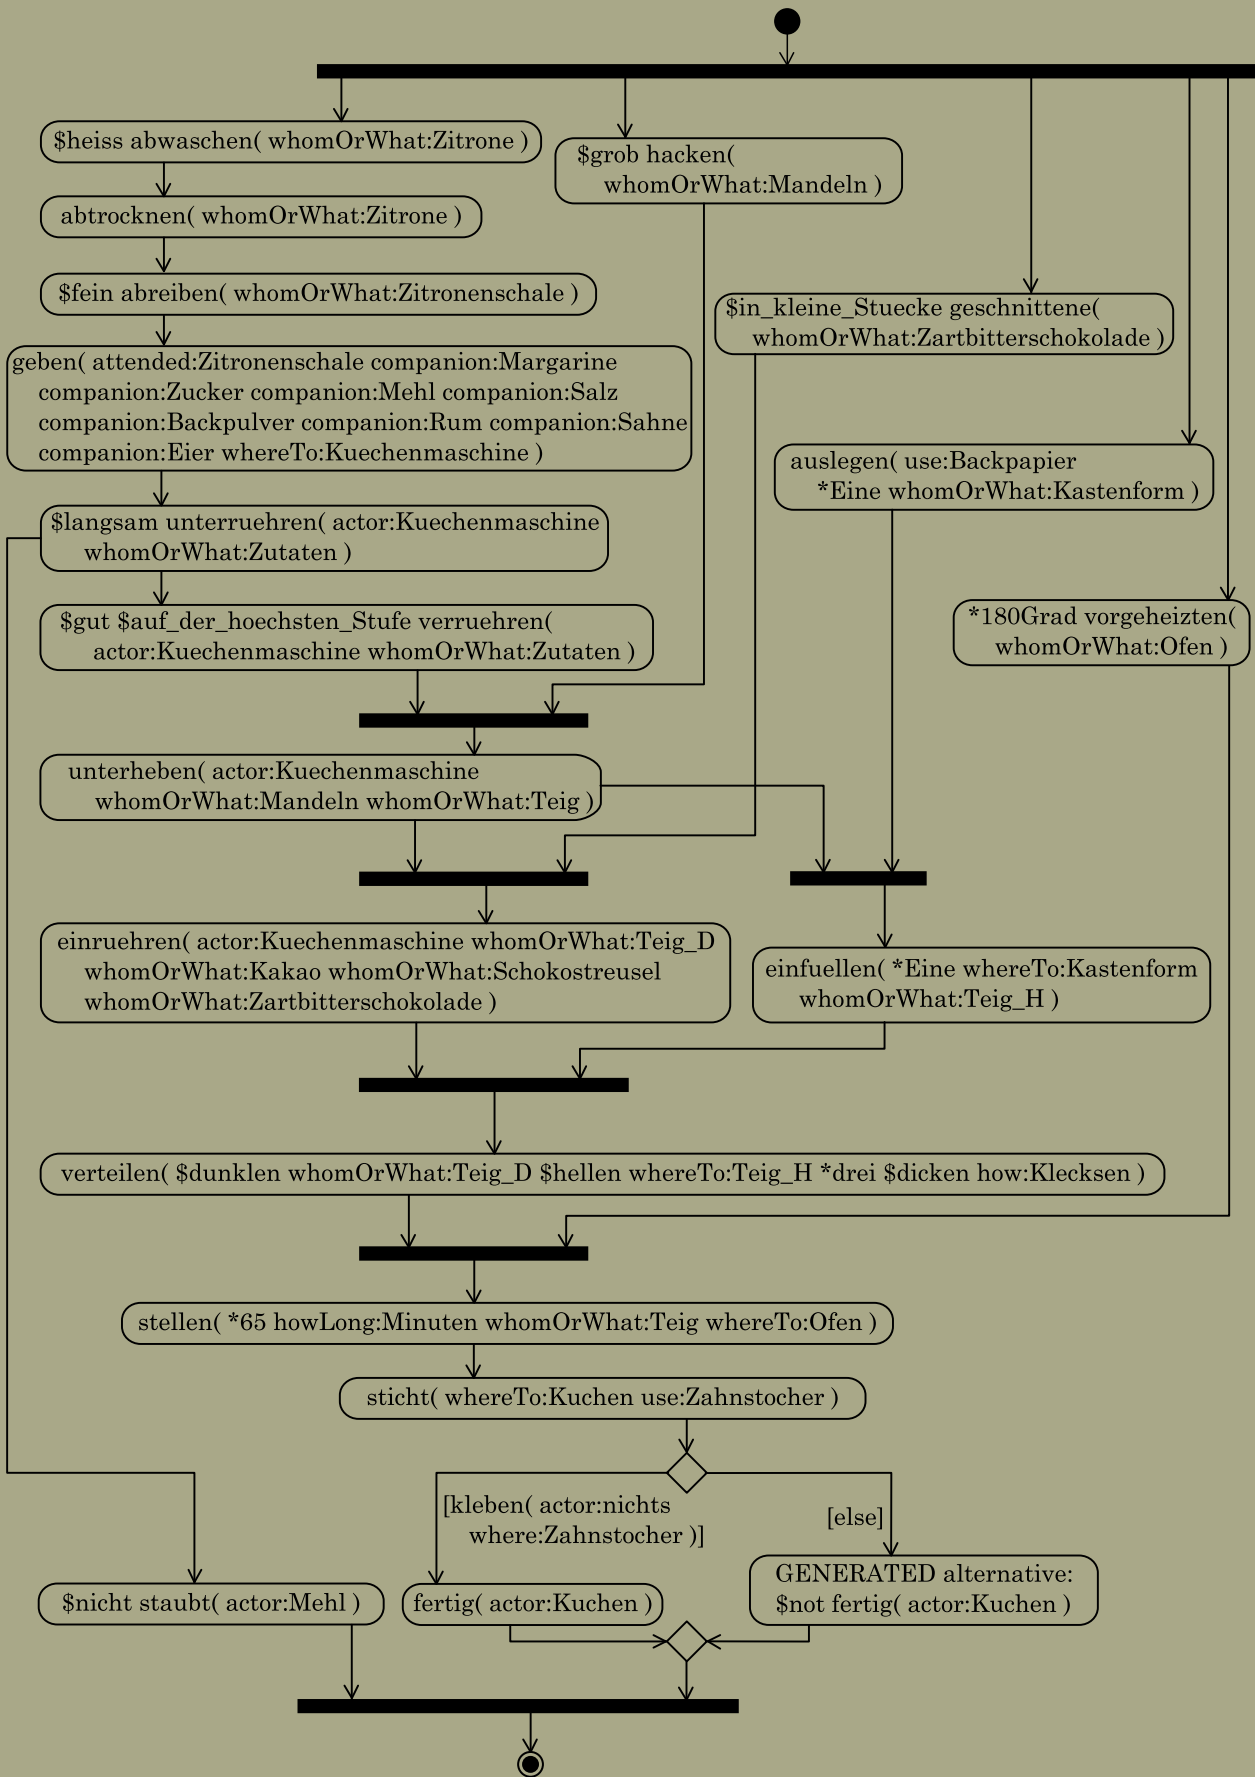 $heiss abwaschen( whomOrWhat:Zitrone )
$grob hacken(
whomOrWhat:Mandeln )
abtrocknen( whomOrWhat:Zitrone )
$fein abreiben( whomOrWhat:Zitronenschale )
$in_kleine_Stuecke geschnittene(
whomOrWhat:Zartbitterschokolade )
geben( attended:Zitronenschale companion:Margarine
companion:Zucker companion:Mehl companion:Salz
companion:Backpulver companion:Rum companion:Sahne
companion:Eier whereTo:Kuechenmaschine )
auslegen( use:Backpapier
*Eine whomOrWhat:Kastenform )
$langsam unterruehren( actor:Kuechenmaschine
whomOrWhat:Zutaten )
$gut $auf_der_hoechsten_Stufe verruehren(
actor:Kuechenmaschine whomOrWhat:Zutaten )
*180Grad vorgeheizten(
whomOrWhat:Ofen )
unterheben( actor:Kuechenmaschine
whomOrWhat:Mandeln whomOrWhat:Teig )
einruehren( actor:Kuechenmaschine whomOrWhat:Teig_D
whomOrWhat:Kakao whomOrWhat:Schokostreusel
whomOrWhat:Zartbitterschokolade )
einfuellen( *Eine whereTo:Kastenform
whomOrWhat:Teig_H )
verteilen( $dunklen whomOrWhat:Teig_D $hellen whereTo:Teig_H *drei $dicken how:Klecksen )
stellen( *65 howLong:Minuten whomOrWhat:Teig whereTo:Ofen )
sticht( whereTo:Kuchen use:Zahnstocher )
[kleben( actor:nichts
where:Zahnstocher )]
[else]
$nicht staubt( actor:Mehl )
fertig( actor:Kuchen )
GENERATED alternative:
$not fertig( actor:Kuchen )